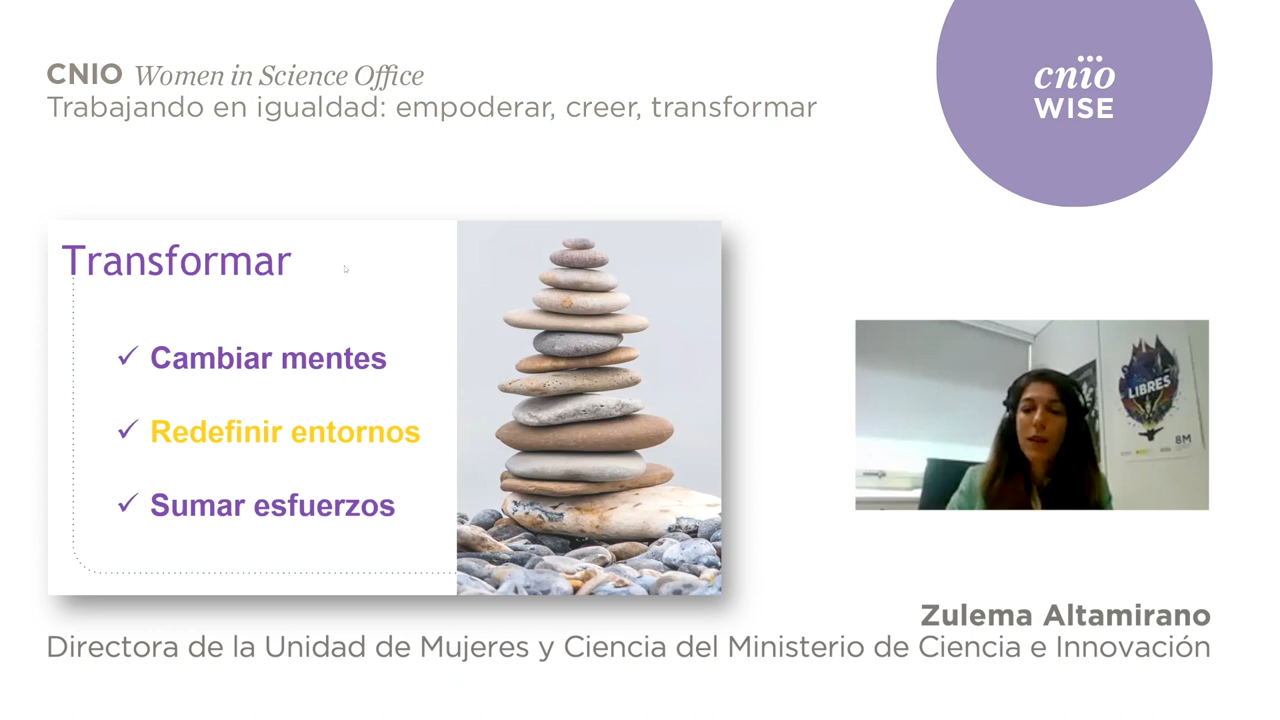 CNIO Women in Science Office
Trabajando en igualdad: empoderar, creer, transformar
cnio
WISE
Transformar
✓ Cambiar mentes
✓ Redefinir entornos
✓ Sumar esfuerzos
LIBRES
8M
Zulema Altamirano
Directora de la Unidad de Mujeres y Ciencia del Ministerio de Ciencia e Innovación